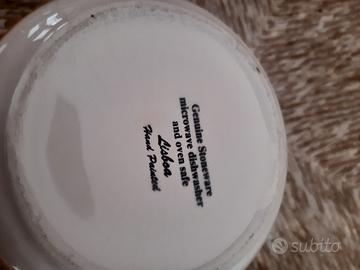 Genuine Stoneware
microwave dishwasher
and oven safe
Lisboa
Hand Painted
subito